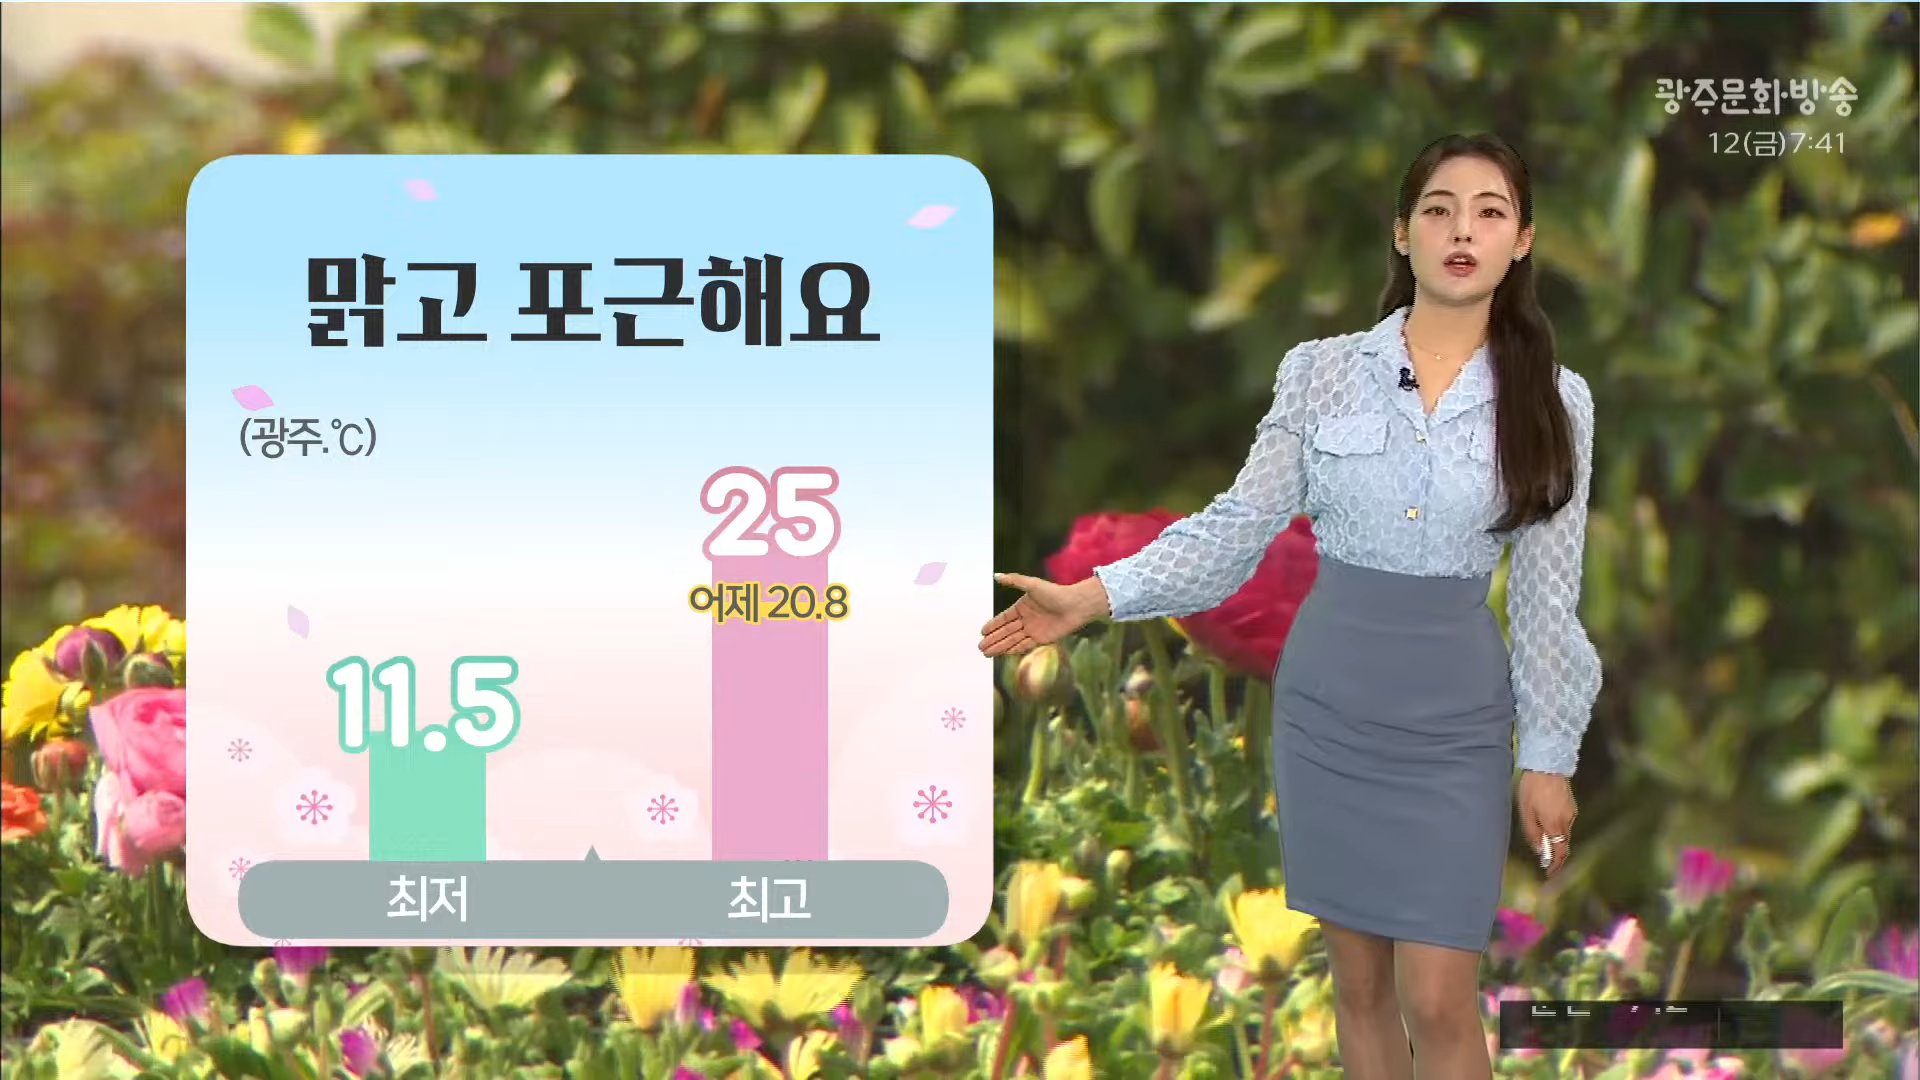 광주문화방송
12(금)7:41
맑고 포근해요
(광주.℃)
25
어제 20.8
11.5
최저 최고